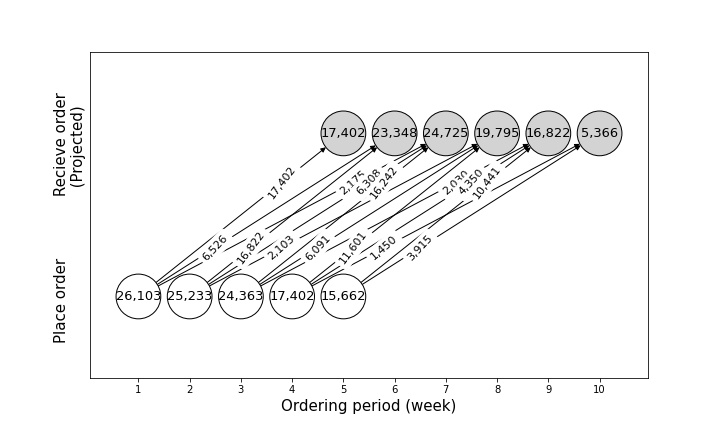 Recieve order
(Projected)
17,402 23,348 24,725 19,795 16,822 5,366
17,402
2,175
6,308
16,242
2,030
4,350
10,441
6,526
16,822
2,103
6,091
11,601
1,450
3,915
Place order
26,103 25,233 24,363 17,402 15,662
1 2 3 4 5 6 7 8 9 10
Ordering period (week)